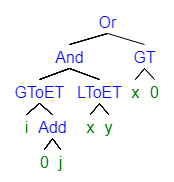 Or
And GT
GToET LToET x 0
i Add x y
0 j